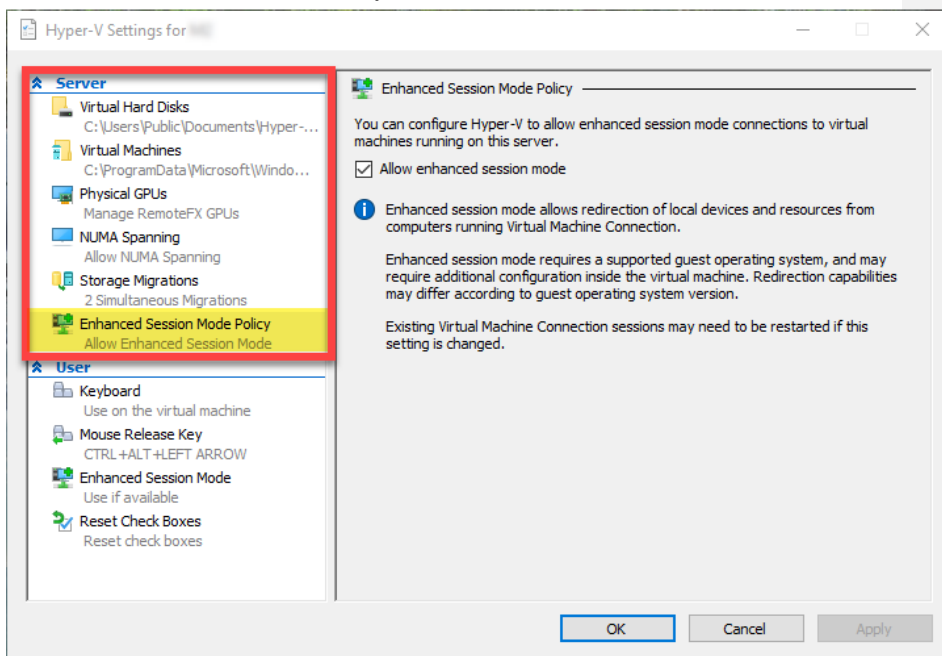 Hyper-V Settings for
Server
Virtual Hard Disks
C:\Users\Public\Documents\Hyper-...
Virtual Machines
C:\ProgramData\Microsoft\Windo...
Physical GPUs
Manage RemoteFX GPUs
NUMA Spanning
Allow NUMA Spanning
Storage Migrations
2 Simultaneous Migrations
Enhanced Session Mode Policy
Allow Enhanced Session Mode
User
Keyboard
Use on the virtual machine
Mouse Release Key
CTRL+ALT+LEFT ARROW
Enhanced Session Mode
Use if available
Reset Check Boxes
Reset check boxes
Enhanced Session Mode Policy
You can configure Hyper-V to allow enhanced session mode connections to virtual
machines running on this server.
Allow enhanced session mode
Enhanced session mode allows redirection of local devices and resources from
computers running Virtual Machine Connection.
Enhanced session mode requires a supported guest operating system, and may
require additional configuration inside the virtual machine. Redirection capabilities
may differ according to guest operating system version.
Existing Virtual Machine Connection sessions may need to be restarted if this
setting is changed.
OK
Cancel
Apply